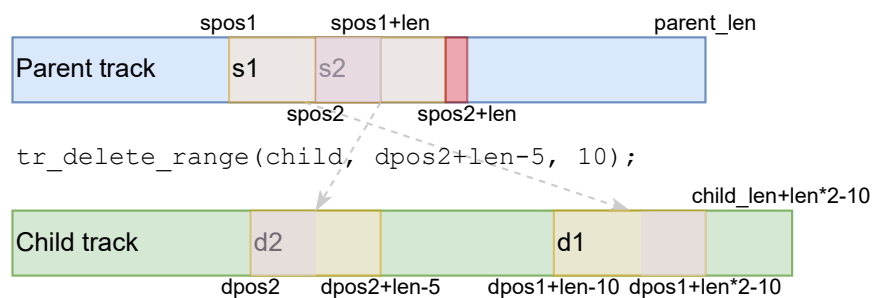 spos1 spos1+len parent_len
Parent track s1 s2
spos2 spos2+len
tr_delete_range(child, dpos2+len-5, 10);
child_len+len*2-10
Child track d2 d1
dpos2 dpos2+len-5 dpos1+len-10 dpos1+len*2-10